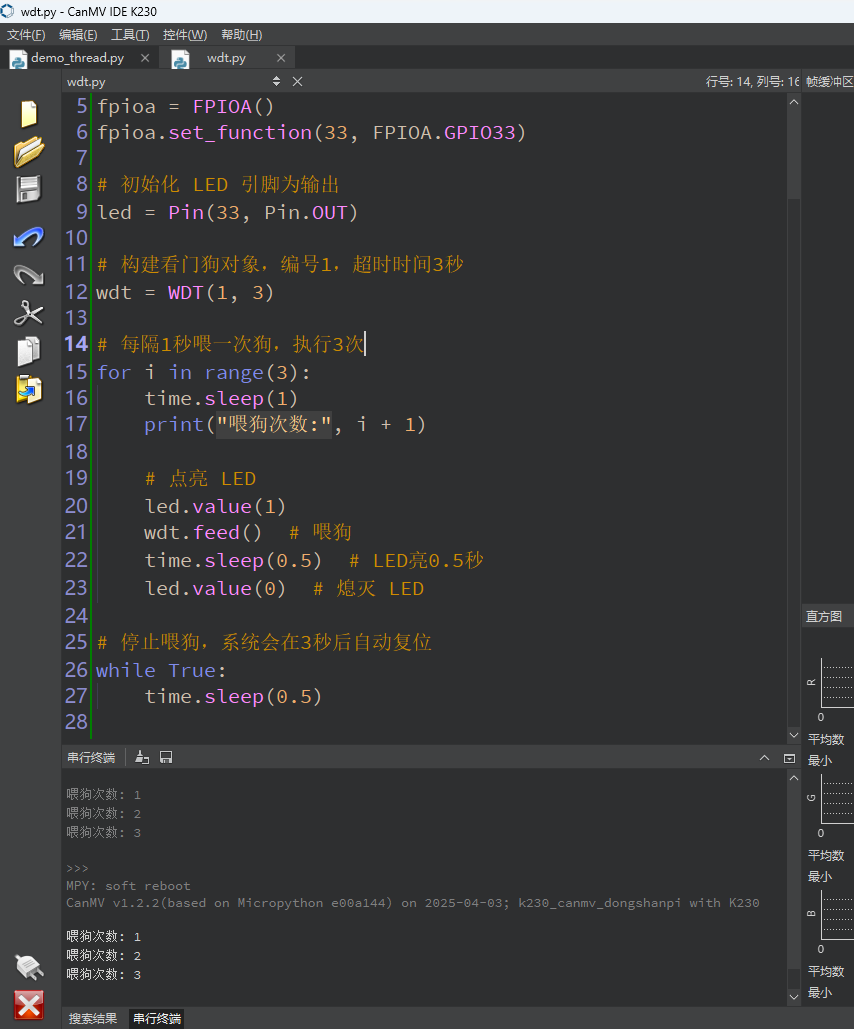 wdt.py - CanMV IDE K230
文件(F) 编辑(E) 工具(T) 控件(W) 帮助(H)
demo_thread.py × wdt.py ×
wdt.py 行号: 14, 列号: 16 帧缓冲区
5 fpioa = FPIOA()
6 fpioa.set_function(33, FPIOA.GPIO33)
7
8 # 初始化 LED 引脚为输出
9 led = Pin(33, Pin.OUT)
10
11 # 构建看门狗对象，编号1，超时时间3秒
12 wdt = WDT(1, 3)
13
14 # 每隔1秒喂一次狗，执行3次
15 for i in range(3):
16     time.sleep(1)
17     print("喂狗次数:", i + 1)
18
19     # 点亮 LED
20     led.value(1)
21     wdt.feed()  # 喂狗
22     time.sleep(0.5)  # LED亮0.5秒
23     led.value(0)  # 熄灭 LED
24
25 # 停止喂狗，系统会在3秒后自动复位
26 while True:
27     time.sleep(0.5)
28
直方图
R
0
平均数
最小
G
0
平均数
最小
B
0
平均数
最小
串行终端
喂狗次数: 1
喂狗次数: 2
喂狗次数: 3
>>>
MPY: soft reboot
CanMV v1.2.2(based on Micropython e00a144) on 2025-04-03; k230_canmv_dongshanpi with K230
喂狗次数: 1
喂狗次数: 2
喂狗次数: 3
搜索结果 串行终端